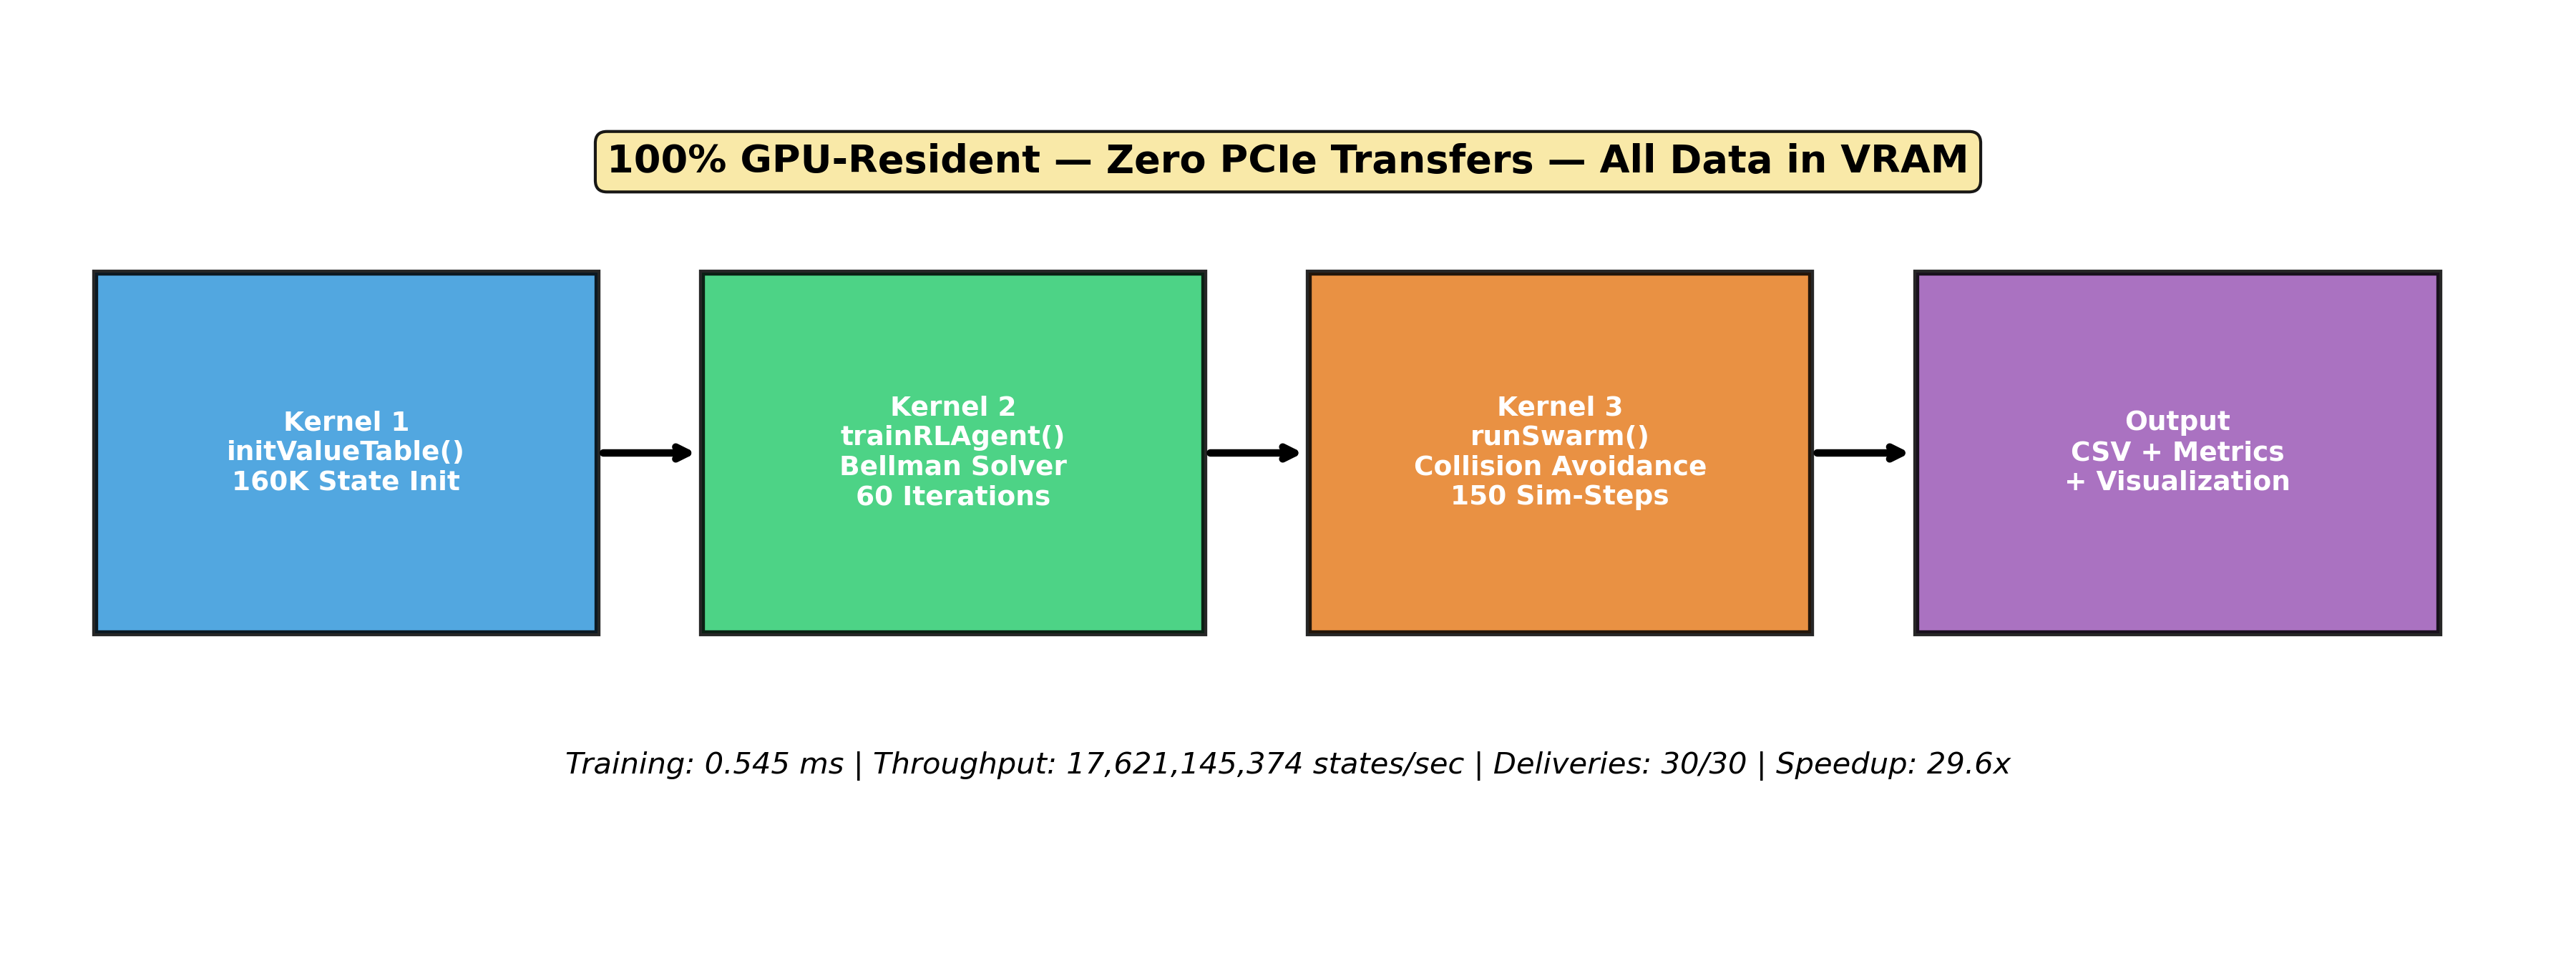 100% GPU-Resident — Zero PCIe Transfers — All Data in VRAM
Kernel 1
initValueTable()
160K State Init
Kernel 2
trainRLAgent()
Bellman Solver
60 Iterations
Kernel 3
runSwarm()
Collision Avoidance
150 Sim-Steps
Output
CSV + Metrics
+ Visualization
Training: 0.545 ms | Throughput: 17,621,145,374 states/sec | Deliveries: 30/30 | Speedup: 29.6x